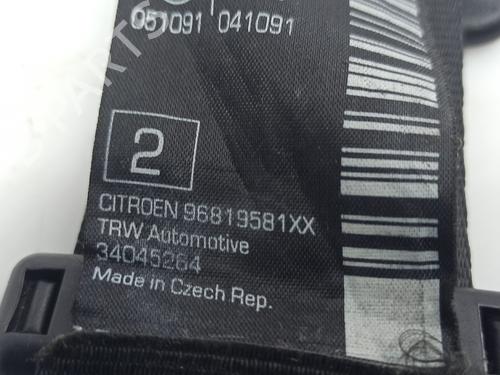 051091 041091
2
CITROEN 96819581XX
TRW Automotive
34045264
Made in Czech Rep.